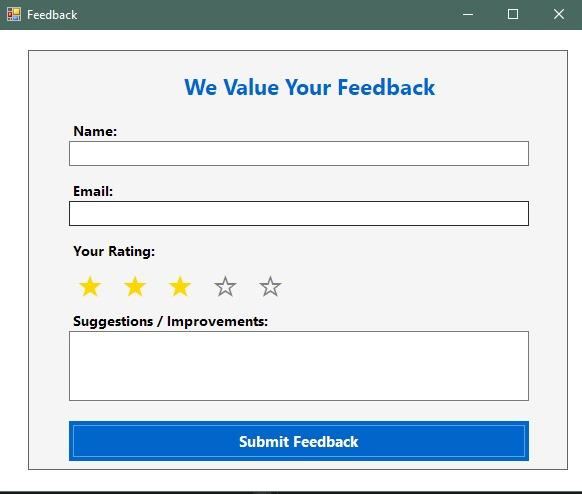 Feedback
We Value Your Feedback
Name:
Email:
Your Rating:
Suggestions / Improvements:
Submit Feedback